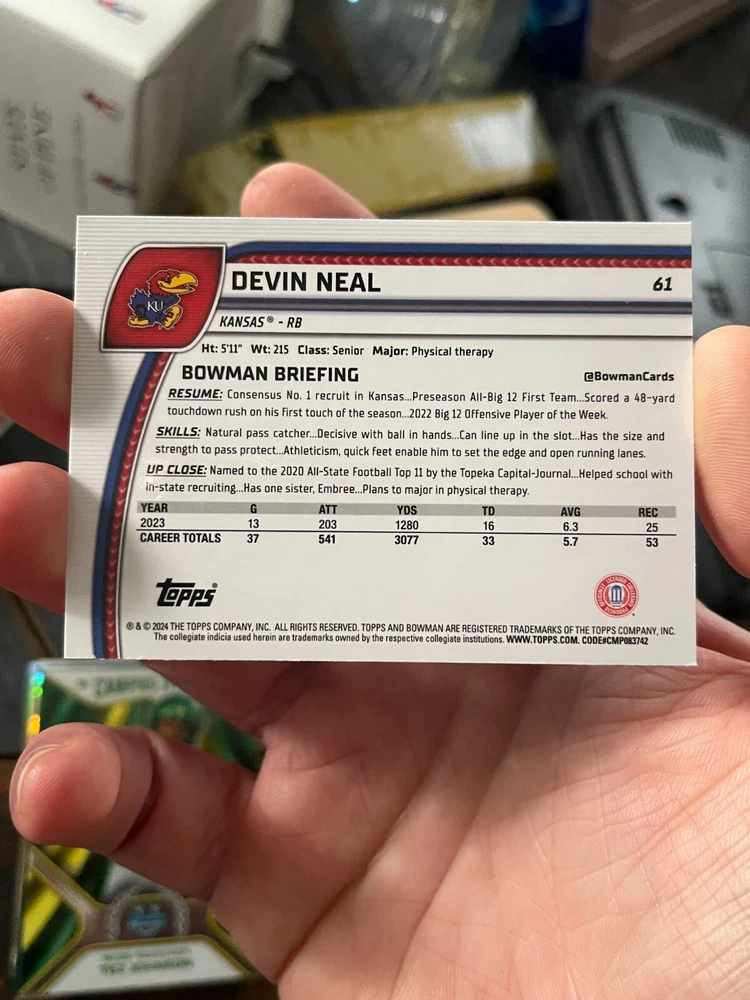 DEVIN NEAL
61
KU
KANSAS® - RB
Ht: 5'11" Wt: 215 Class: Senior Major: Physical therapy
BOWMAN BRIEFING
@BowmanCards
RESUME: Consensus No. 1 recruit in Kansas...Preseason All-Big 12 First Team...Scored a 48-yard
touchdown rush on his first touch of the season...2022 Big 12 Offensive Player of the Week.
SKILLS: Natural pass catcher...Decisive with ball in hands...Can line up in the slot...Has the size and
strength to pass protect...Athleticism, quick feet enable him to set the edge and open running lanes.
UP CLOSE: Named to the 2020 All-State Football Top 11 by the Topeka Capital-Journal...Helped school with
in-state recruiting...Has one sister, Embree...Plans to major in physical therapy.
YEAR G ATT YDS TD AVG REC
2023 13 203 1280 16 6.3 25
CAREER TOTALS 37 541 3077 33 5.7 53
topps®
OFFICIALLY LICENSED COLLEGIATE PRODUCTS
® & © 2024 THE TOPPS COMPANY, INC. ALL RIGHTS RESERVED. TOPPS AND BOWMAN ARE REGISTERED TRADEMARKS OF THE TOPPS COMPANY, INC.
The collegiate indicia used herein are trademarks owned by the respective collegiate institutions. WWW.TOPPS.COM. CODE#CMP083742
JOHNSON